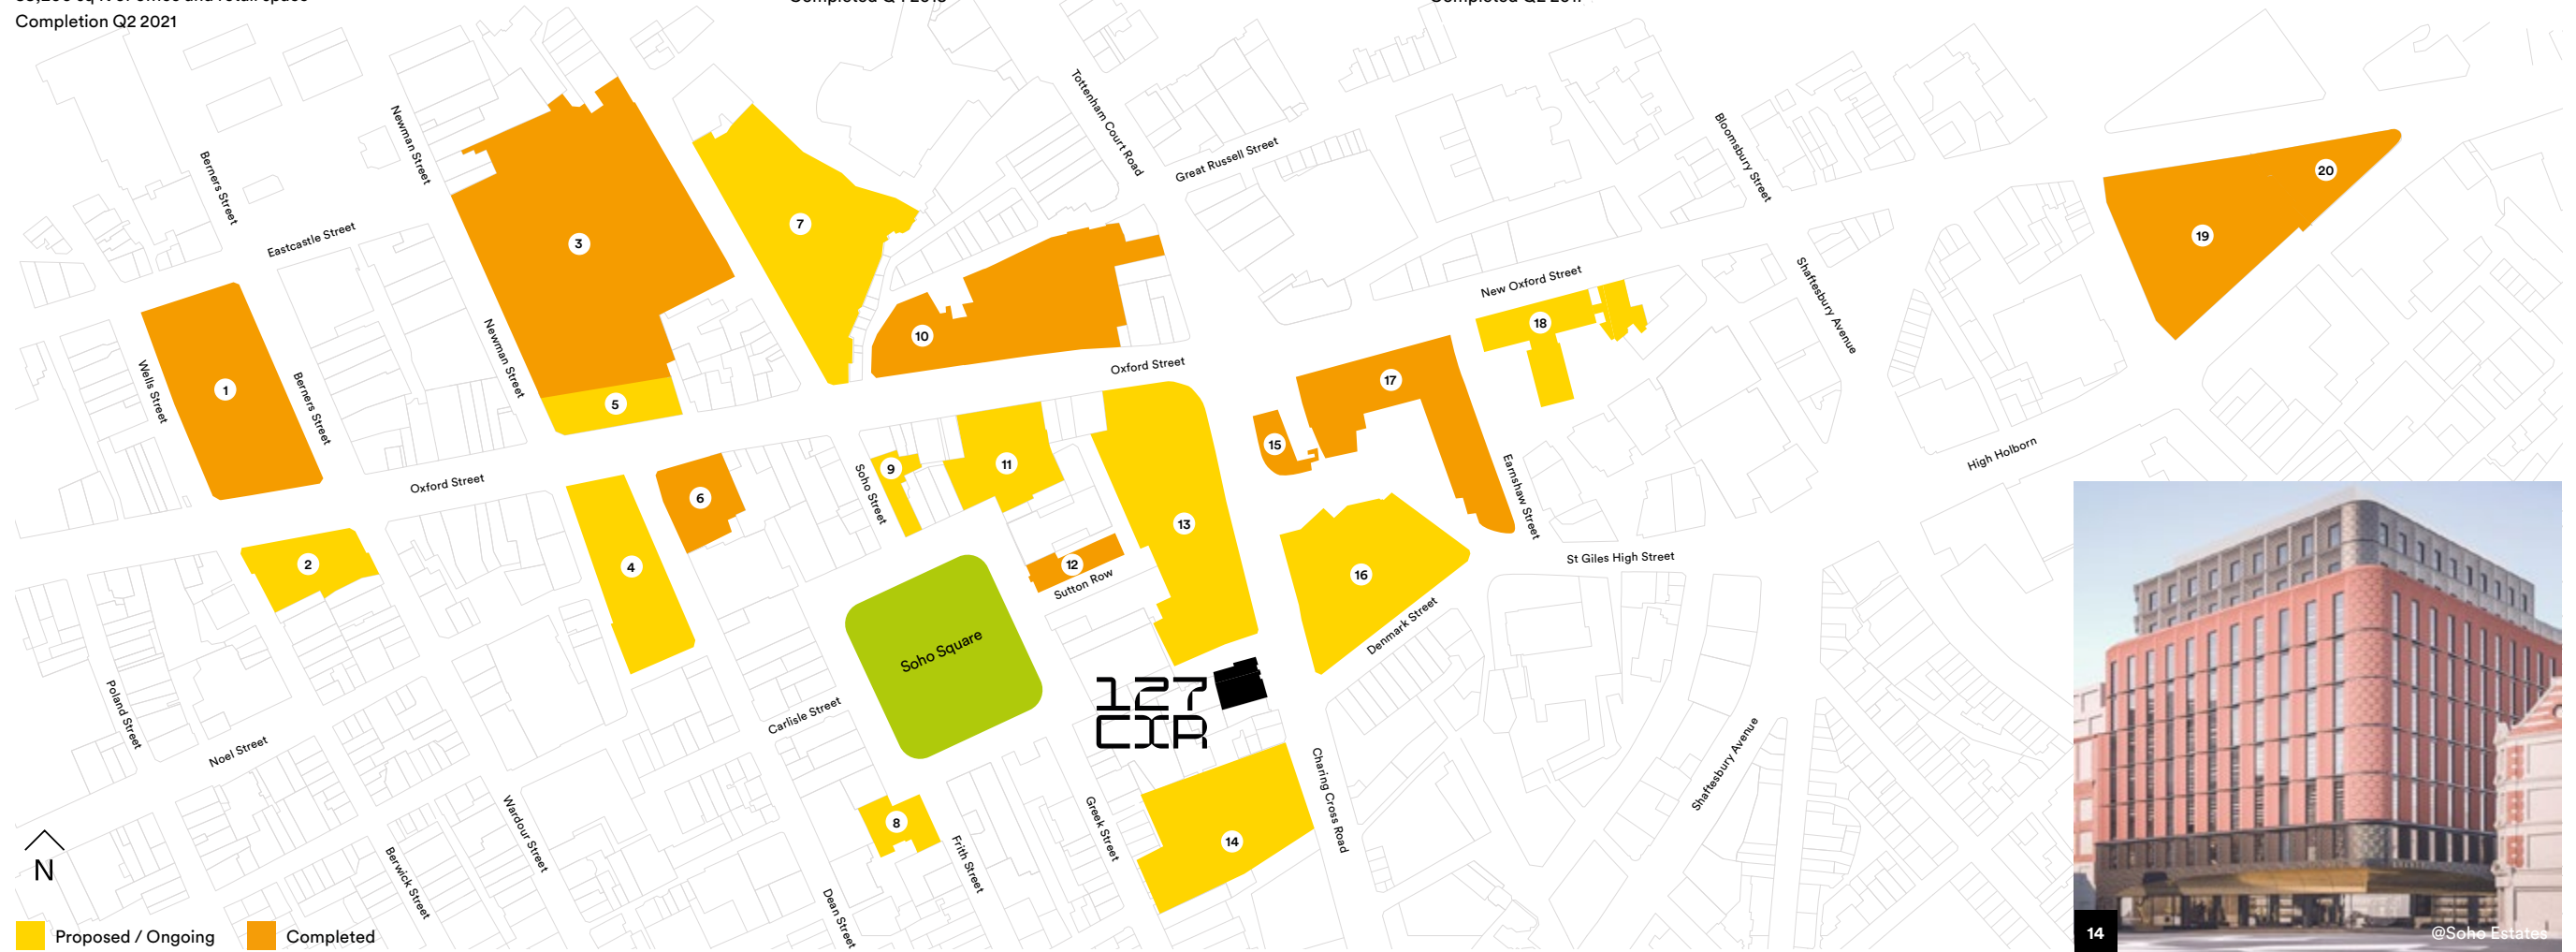 Completion Q2 2021
Tottenham Court Road
Great Russell Street
Bloomsbury Street
Newman Street
Berners Street
Eastcastle Street
3
7
20
19
New Oxford Street
Shaftesbury Avenue
18
10
Oxford Street
17
Newman Street
Wells Street
1
Berners Street
5
15
High Holborn
Oxford Street
6
Soho Street
9
11
Earnshaw Street
13
2
4
12
Sutton Row
16
St Giles High Street
Denmark Street
Soho Square
127
CXR
Poland Street
Noel Street
Carlisle Street
Charing Cross Road
Shaftesbury Avenue
Wardour Street
Berwick Street
8
Dean Street
Frith Street
Greek Street
14
N
Proposed / Ongoing
Completed
14
@Soho Estates